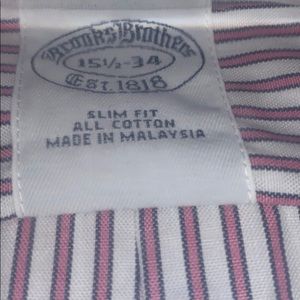 Brooks Brothers
15½-34
EST. 1818
SLIM FIT
ALL COTTON
MADE IN MALAYSIA